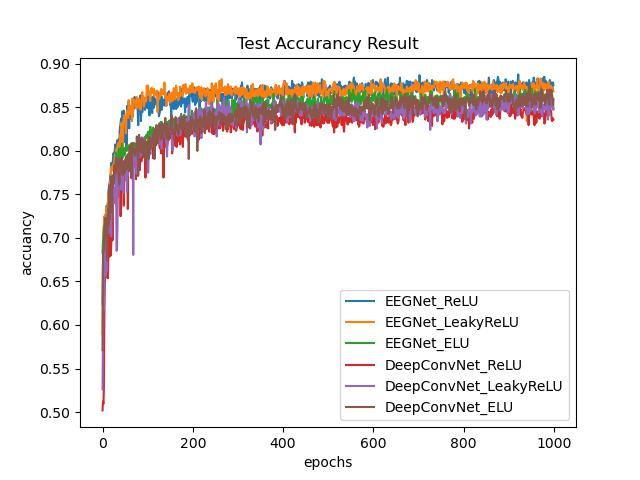 Test Accurancy Result
accuancy
0.90
0.85
0.80
0.75
0.70
0.65
0.60
0.55
0.50
EEGNet_ReLU
EEGNet_LeakyReLU
EEGNet_ELU
DeepConvNet_ReLU
DeepConvNet_LeakyReLU
DeepConvNet_ELU
0 200 400 600 800 1000
epochs